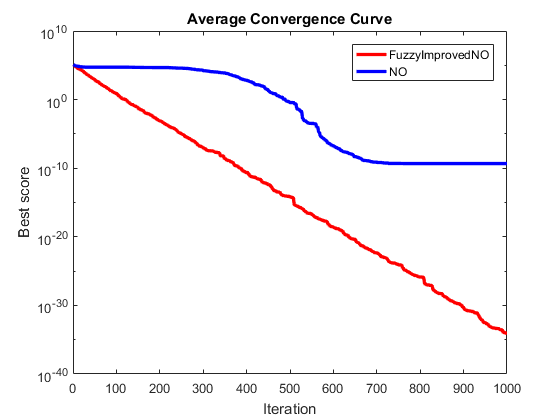 Average Convergence Curve
10^10
10^0
10^-10
10^-20
10^-30
10^-40
Best score
FuzzyImprovedNO
NO
0 100 200 300 400 500 600 700 800 900 1000
Iteration